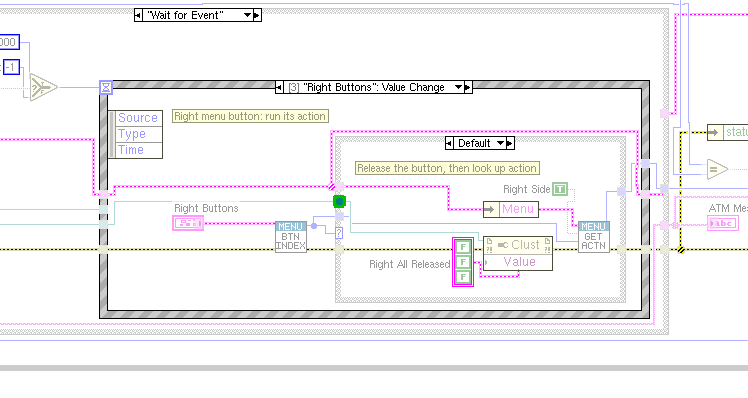 "Wait for Event"
000
-1
[3] "Right Buttons": Value Change
Source
Type
Time
Right menu button: run its action
Default
Release the button, then look up action
Right Side
T
Menu
Right Buttons
MENU
BTN
INDEX
?
Right All Released
F
F
F
Clust
Value
MENU
GET
ACTN
statu
=
ATM Me
abc